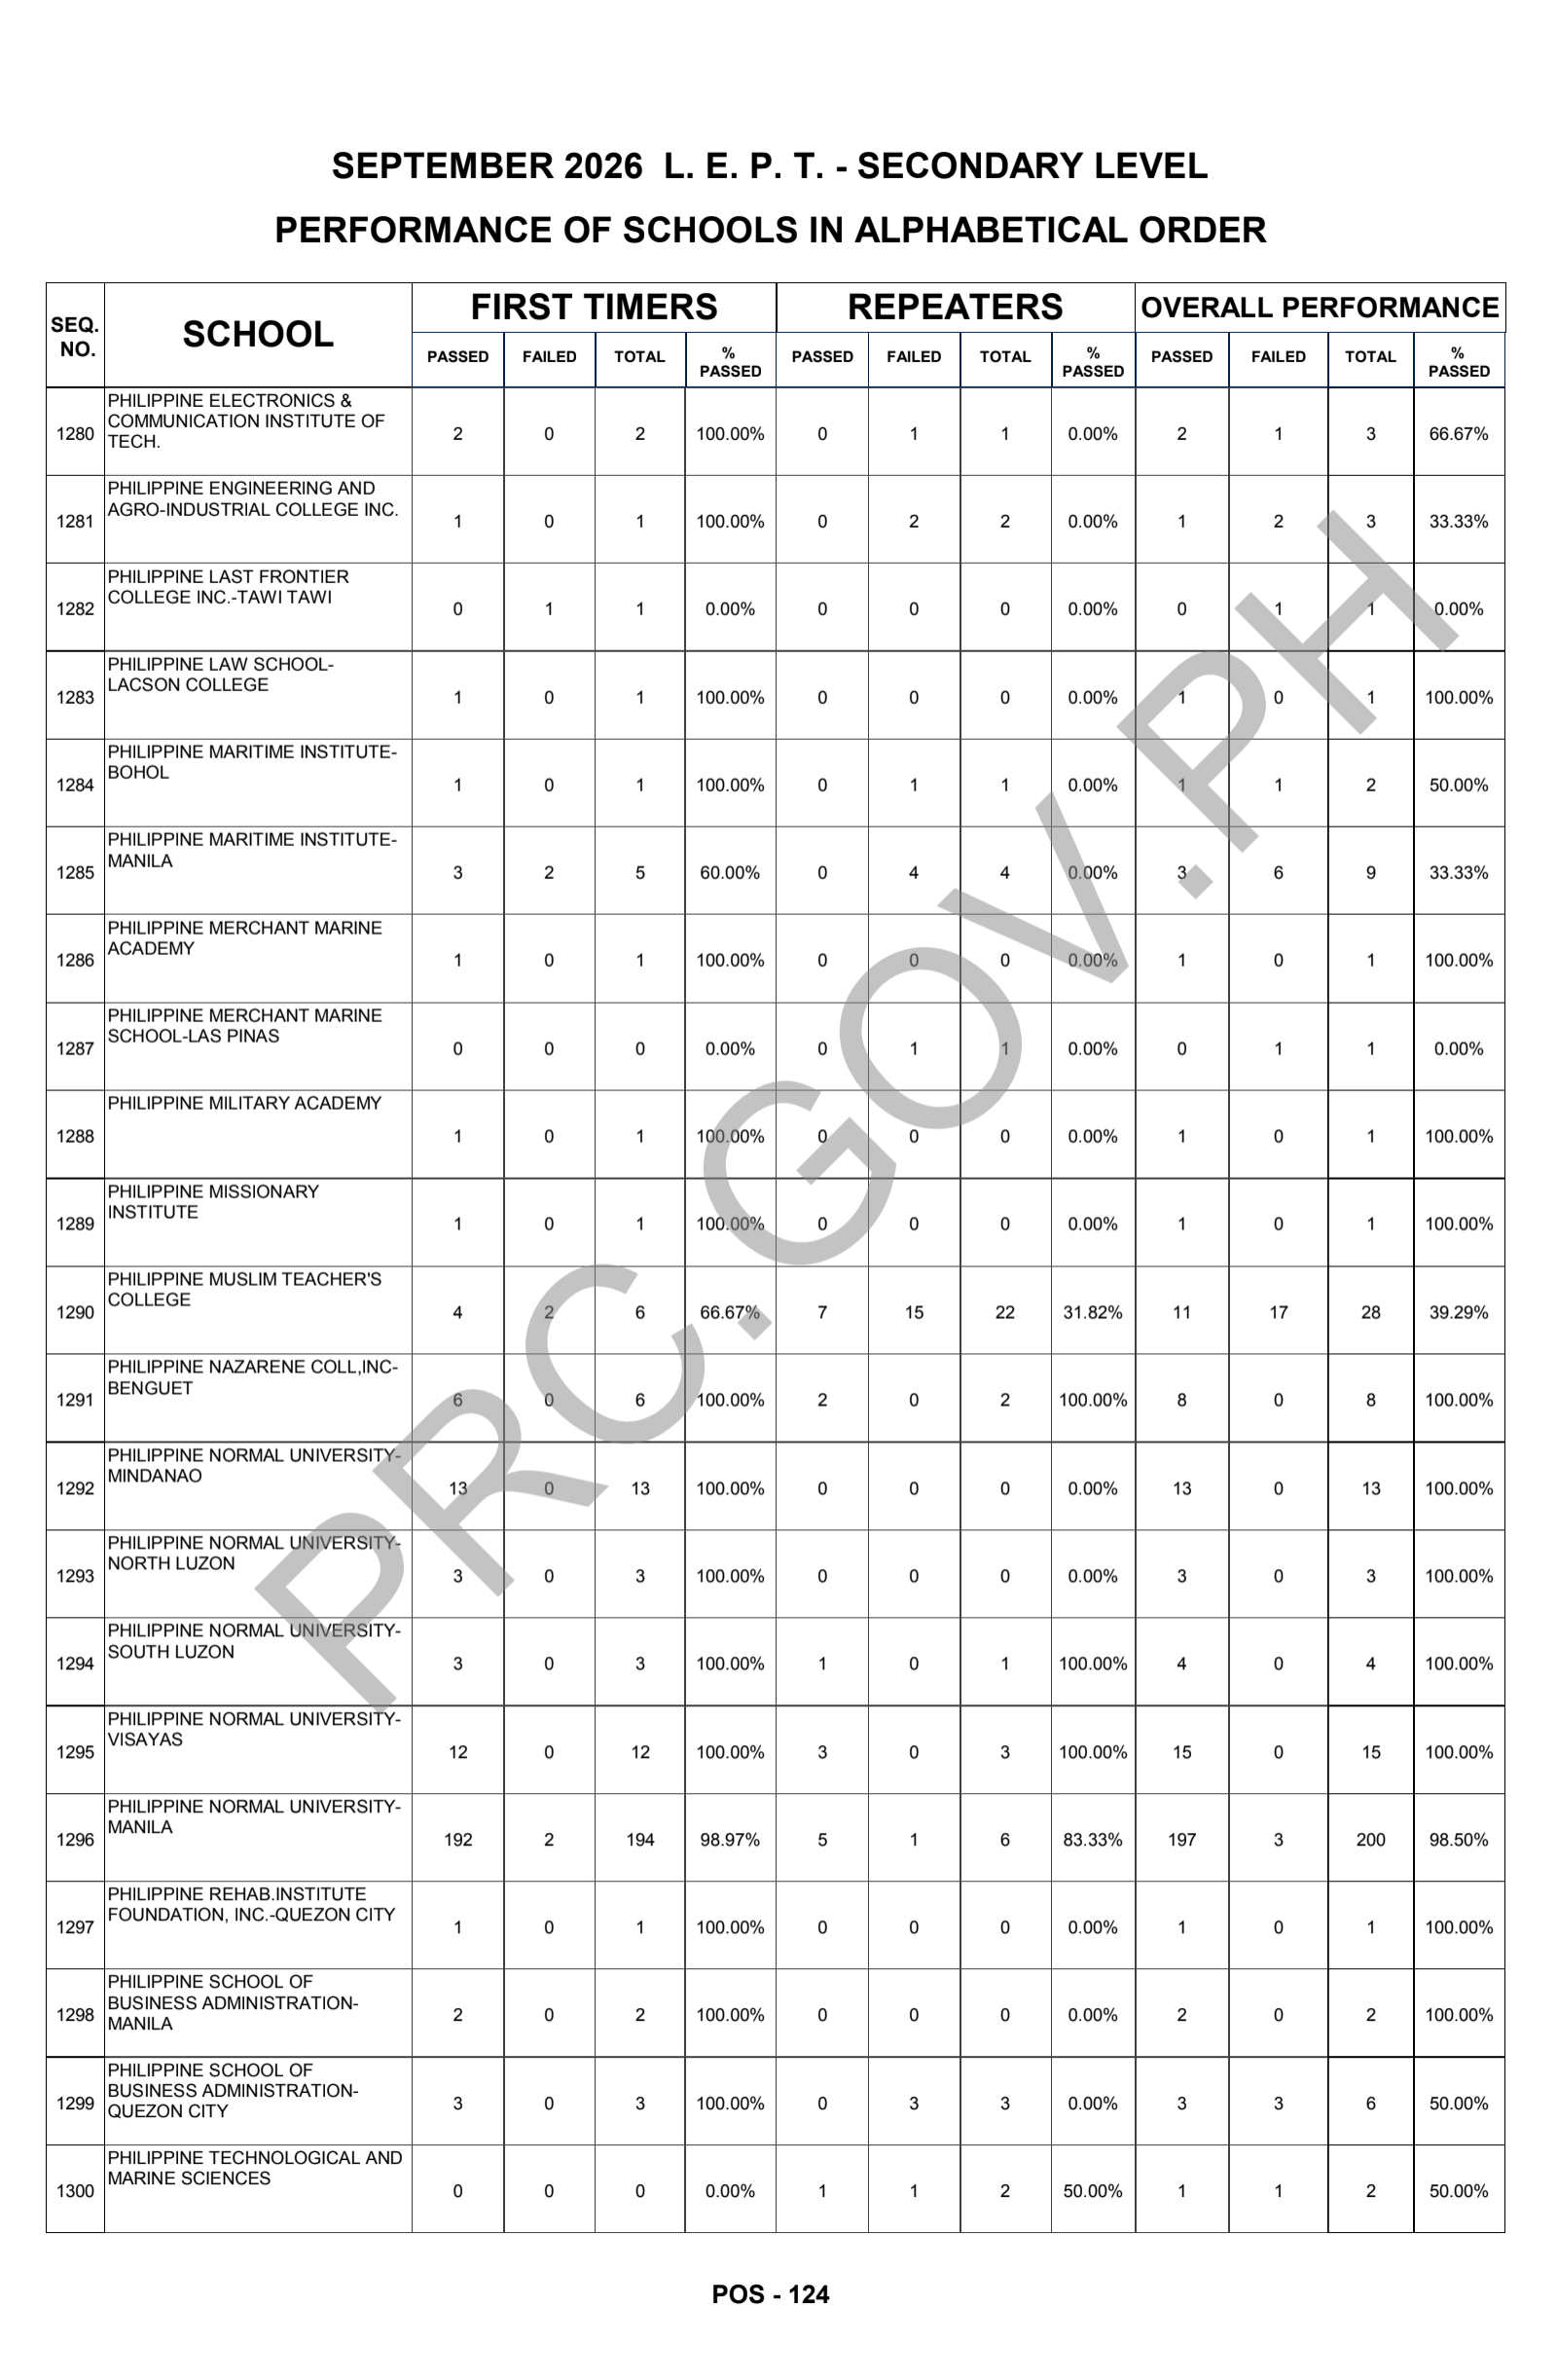 SEPTEMBER 2026 L. E. P. T. - SECONDARY LEVEL
PERFORMANCE OF SCHOOLS IN ALPHABETICAL ORDER
SEQ. NO. SCHOOL FIRST TIMERS REPEATERS OVERALL PERFORMANCE
PASSED FAILED TOTAL % PASSED PASSED FAILED TOTAL % PASSED PASSED FAILED TOTAL % PASSED
1280 PHILIPPINE ELECTRONICS & COMMUNICATION INSTITUTE OF TECH. 2 0 2 100.00% 0 1 1 0.00% 2 1 3 66.67%
1281 PHILIPPINE ENGINEERING AND AGRO-INDUSTRIAL COLLEGE INC. 1 0 1 100.00% 0 2 2 0.00% 1 2 3 33.33%
1282 PHILIPPINE LAST FRONTIER COLLEGE INC.-TAWI TAWI 0 1 1 0.00% 0 0 0 0.00% 0 1 1 0.00%
1283 PHILIPPINE LAW SCHOOL-LACSON COLLEGE 1 0 1 100.00% 0 0 0 0.00% 1 0 1 100.00%
1284 PHILIPPINE MARITIME INSTITUTE-BOHOL 1 0 1 100.00% 0 1 1 0.00% 1 1 2 50.00%
1285 PHILIPPINE MARITIME INSTITUTE-MANILA 3 2 5 60.00% 0 4 4 0.00% 3 6 9 33.33%
1286 PHILIPPINE MERCHANT MARINE ACADEMY 1 0 1 100.00% 0 0 0 0.00% 1 0 1 100.00%
1287 PHILIPPINE MERCHANT MARINE SCHOOL-LAS PINAS 0 0 0 0.00% 0 1 1 0.00% 0 1 1 0.00%
1288 PHILIPPINE MILITARY ACADEMY 1 0 1 100.00% 0 0 0 0.00% 1 0 1 100.00%
1289 PHILIPPINE MISSIONARY INSTITUTE 1 0 1 100.00% 0 0 0 0.00% 1 0 1 100.00%
1290 PHILIPPINE MUSLIM TEACHER'S COLLEGE 4 2 6 66.67% 7 15 22 31.82% 11 17 28 39.29%
1291 PHILIPPINE NAZARENE COLL,INC-BENGUET 6 0 6 100.00% 2 0 2 100.00% 8 0 8 100.00%
1292 PHILIPPINE NORMAL UNIVERSITY-MINDANAO 13 0 13 100.00% 0 0 0 0.00% 13 0 13 100.00%
1293 PHILIPPINE NORMAL UNIVERSITY-NORTH LUZON 3 0 3 100.00% 0 0 0 0.00% 3 0 3 100.00%
1294 PHILIPPINE NORMAL UNIVERSITY-SOUTH LUZON 3 0 3 100.00% 1 0 1 100.00% 4 0 4 100.00%
1295 PHILIPPINE NORMAL UNIVERSITY-VISAYAS 12 0 12 100.00% 3 0 3 100.00% 15 0 15 100.00%
1296 PHILIPPINE NORMAL UNIVERSITY-MANILA 192 2 194 98.97% 5 1 6 83.33% 197 3 200 98.50%
1297 PHILIPPINE REHAB.INSTITUTE FOUNDATION, INC.-QUEZON CITY 1 0 1 100.00% 0 0 0 0.00% 1 0 1 100.00%
1298 PHILIPPINE SCHOOL OF BUSINESS ADMINISTRATION-MANILA 2 0 2 100.00% 0 0 0 0.00% 2 0 2 100.00%
1299 PHILIPPINE SCHOOL OF BUSINESS ADMINISTRATION-QUEZON CITY 3 0 3 100.00% 0 3 3 0.00% 3 3 6 50.00%
1300 PHILIPPINE TECHNOLOGICAL AND MARINE SCIENCES 0 0 0 0.00% 1 1 2 50.00% 1 1 2 50.00%
PRC.GOV.PH
POS - 124